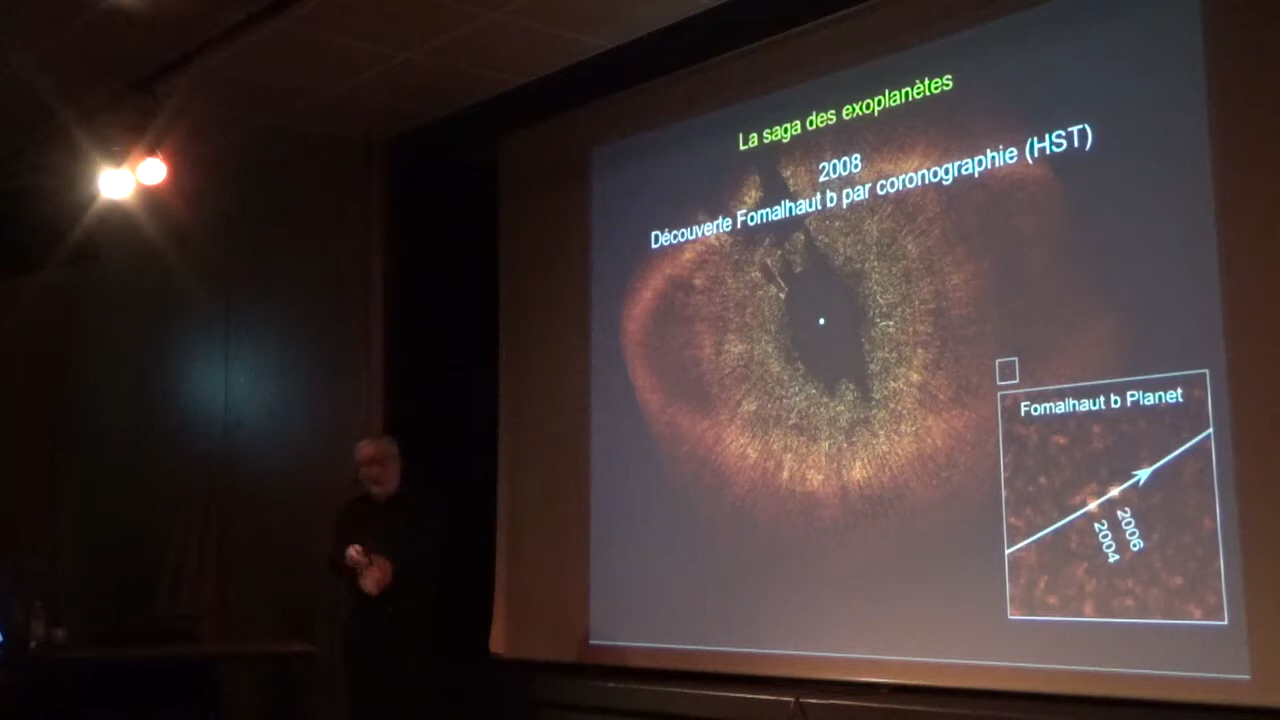 La saga des exoplanètes
2008
Découverte Fomalhaut b par coronographie (HST)
Fomalhaut b Planet
2006
2004